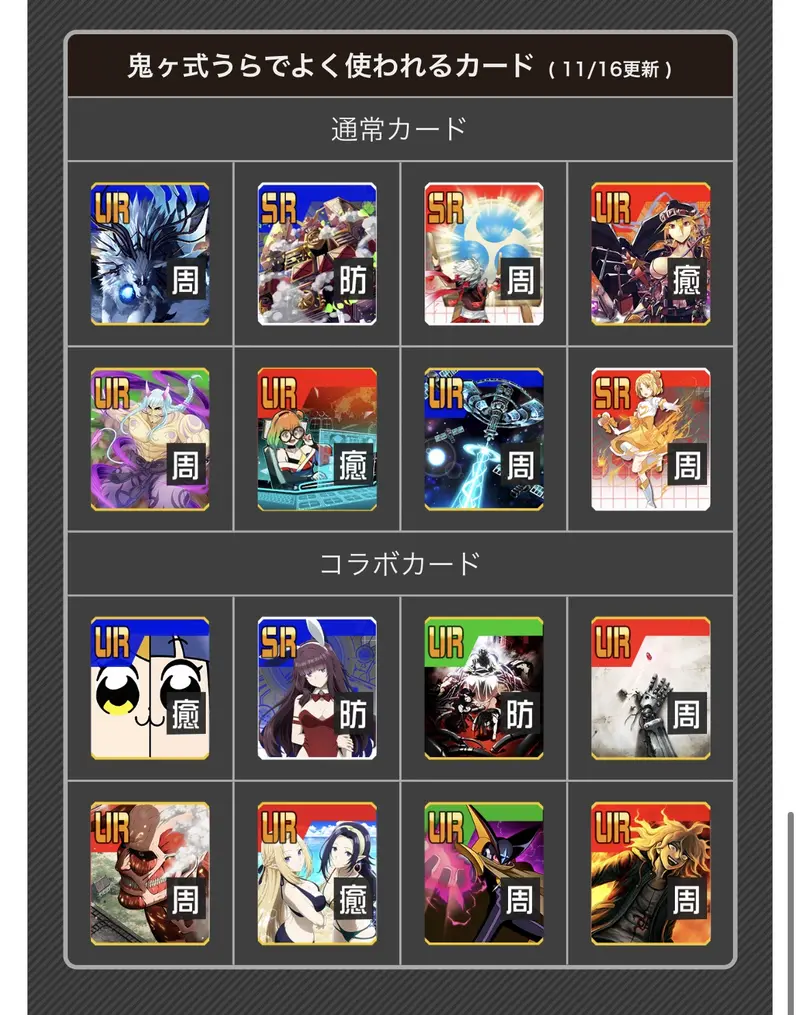 鬼ヶ式うらでよく使われるカード ( 11/16更新 )
通常カード
UR SR SR UR
周 防 周 癒
UR UR UR SR
周 癒 周 周
コラボカード
UR SR UR UR
癒 防 防 周
UR UR UR UR
周 癒 周 周